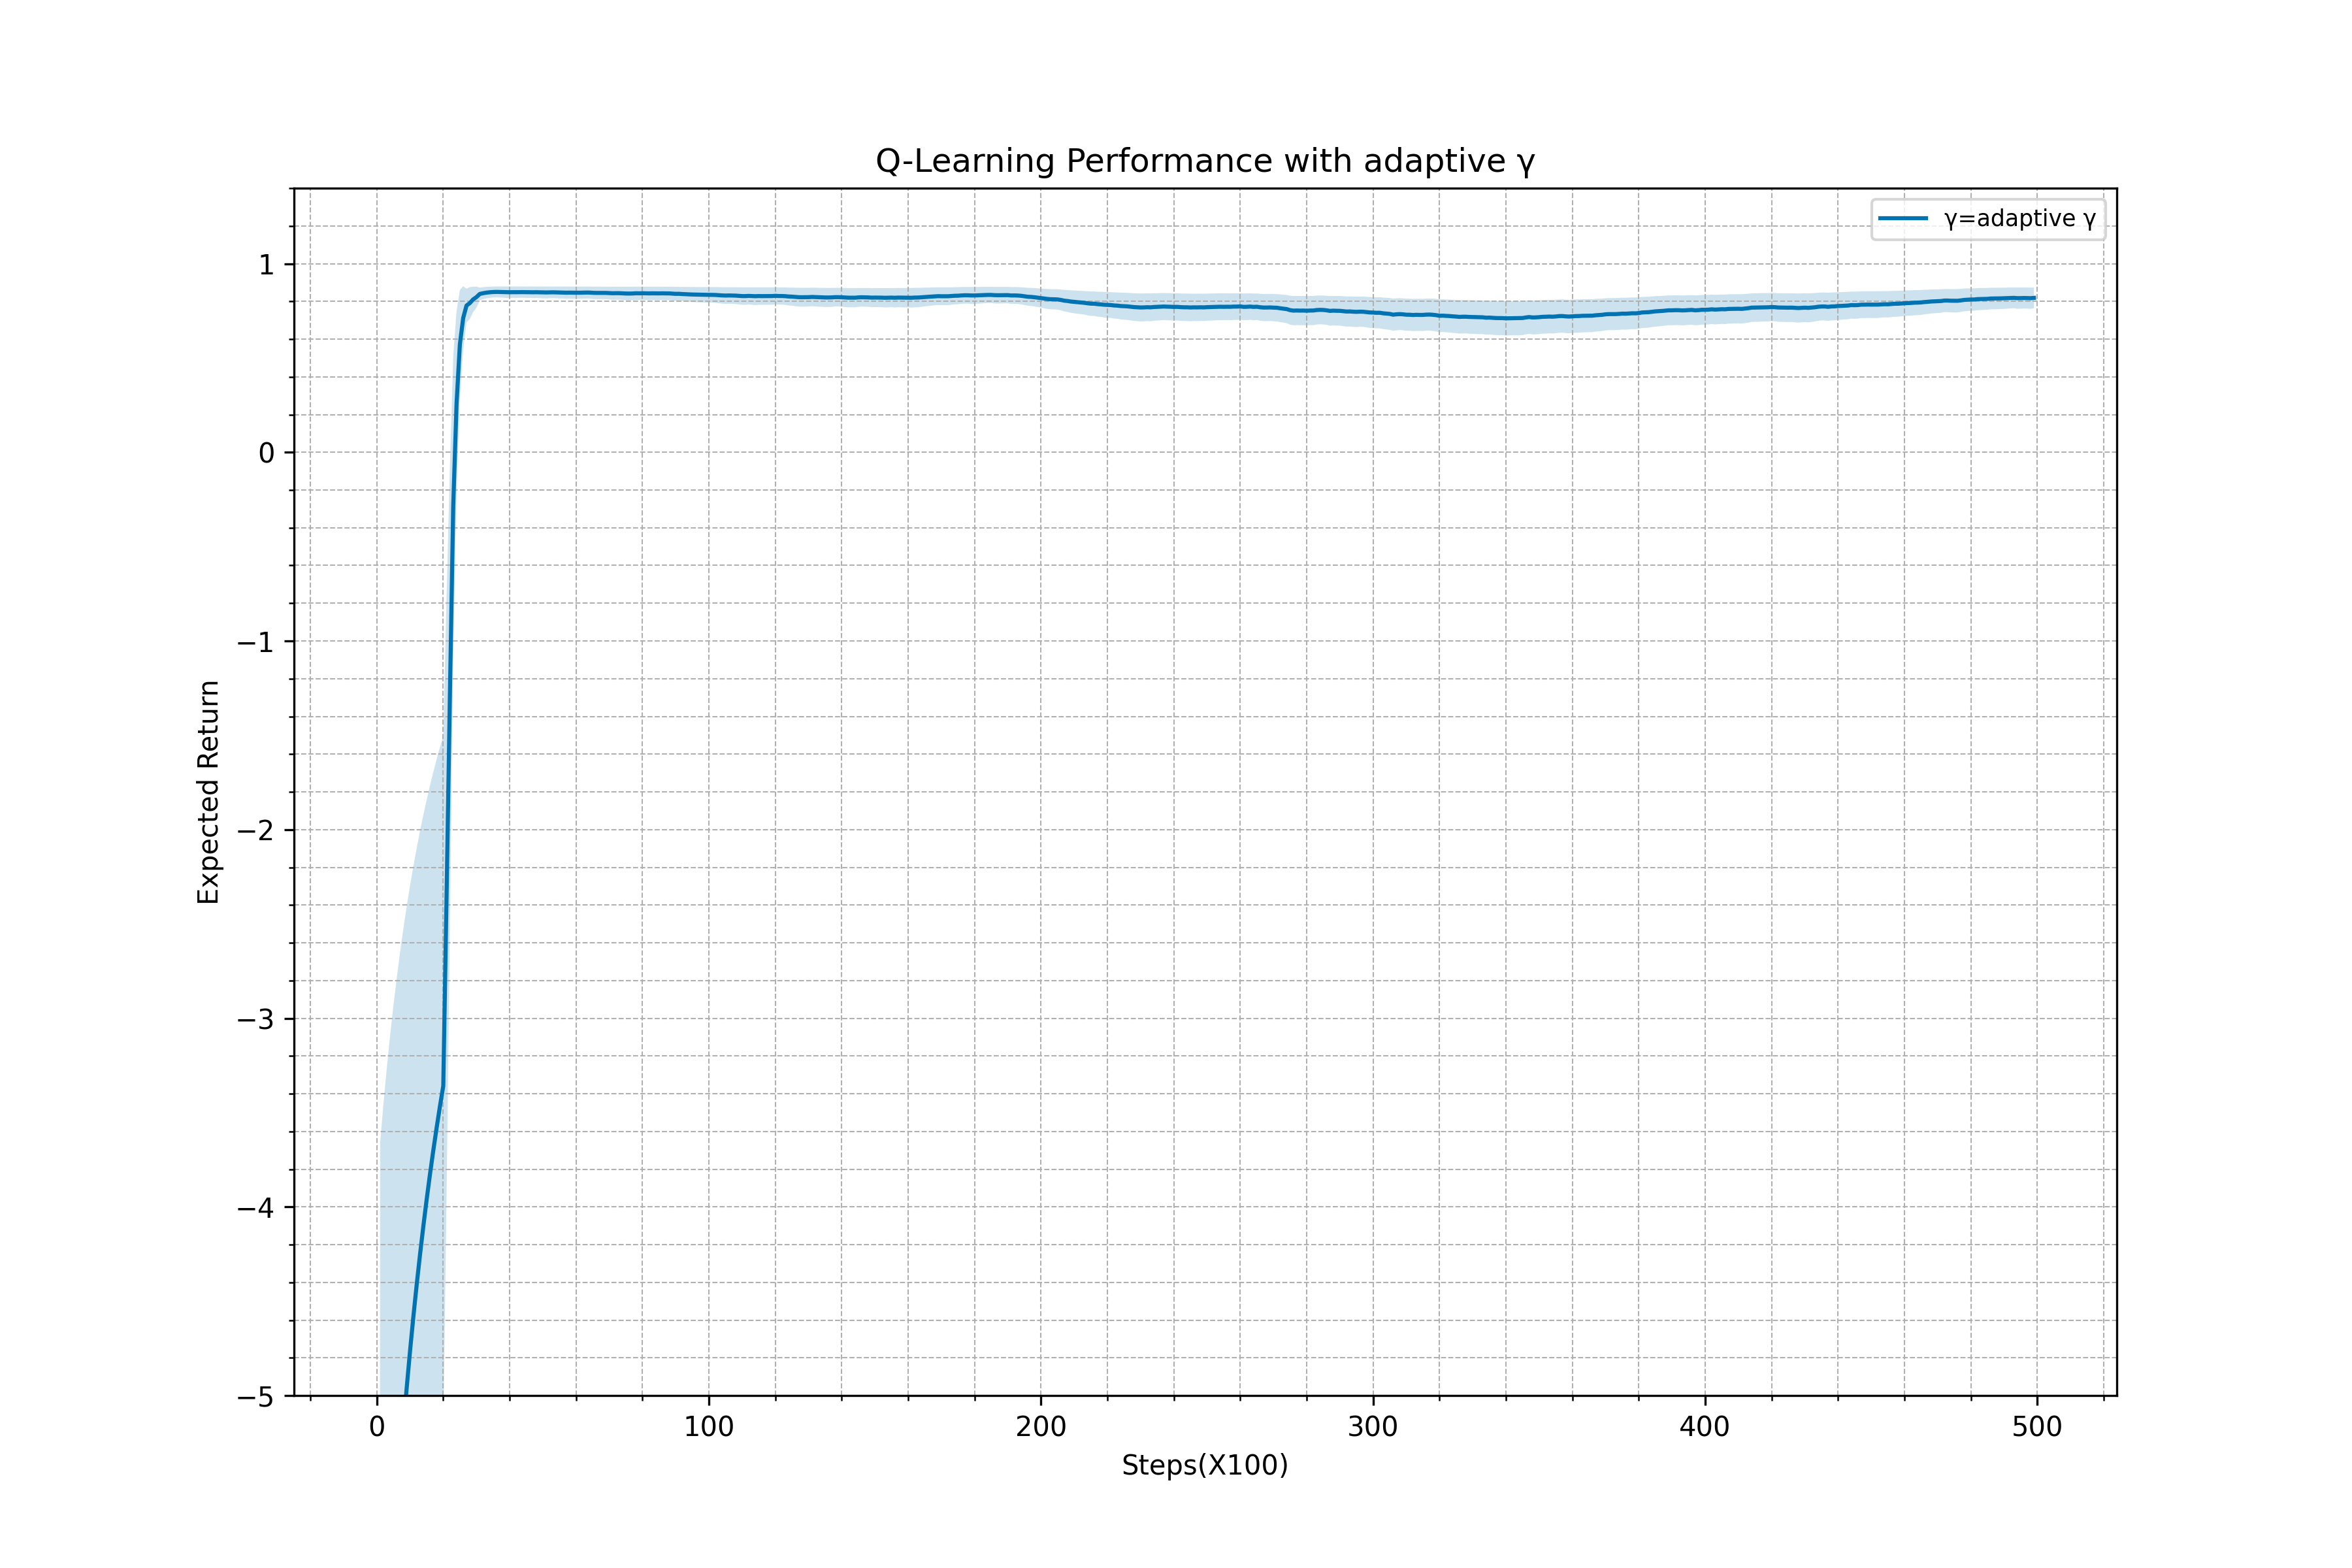 Q-Learning Performance with adaptive γ
γ=adaptive γ
1
0
−1
−2
−3
−4
−5
Expected Return
0 100 200 300 400 500
Steps(X100)